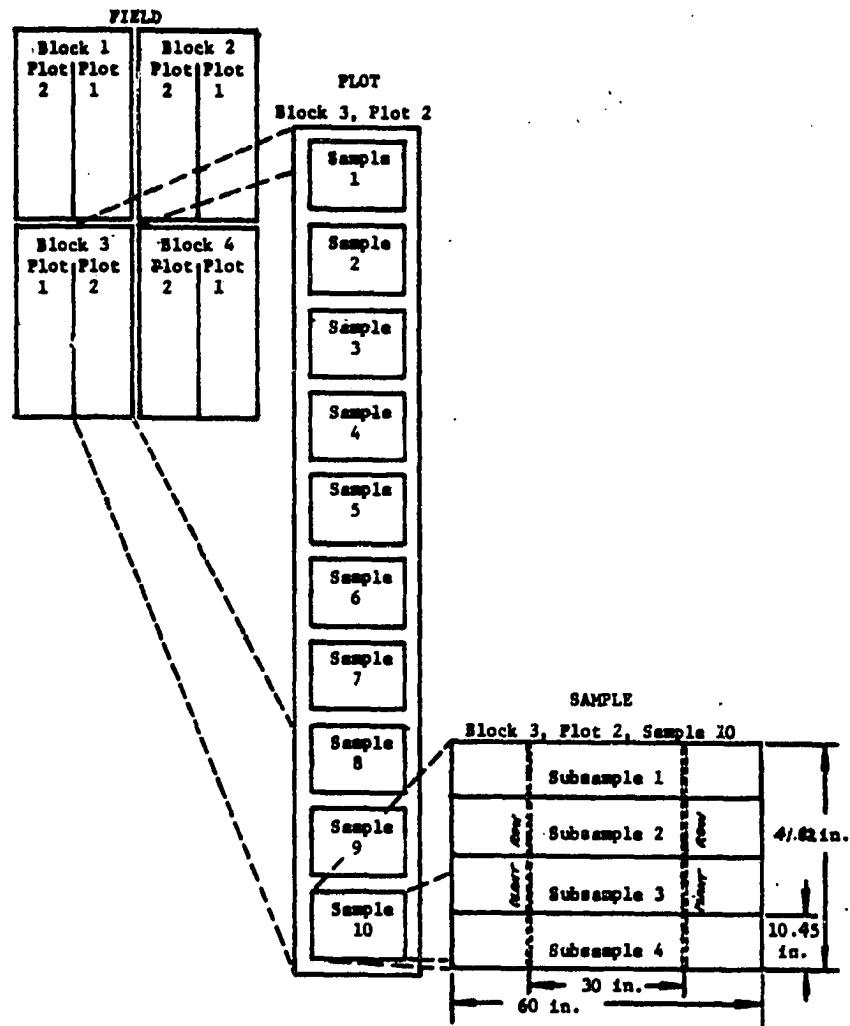 FIELD
Block 1
Plot Plot
2 1
Block 2
Plot Plot
2 1
Block 3
Plot Plot
1 2
Block 4
Plot Plot
2 1
PLOT
Block 3, Plot 2
Sample
1
Sample
2
Sample
3
Sample
4
Sample
5
Sample
6
Sample
7
Sample
8
Sample
9
Sample
10
SAMPLE
Block 3, Plot 2, Sample 10
Subsample 1
Subsample 2
Subsample 3
Subsample 4
PLANT ROW
PLANT ROW
in.
10.45
in.
30 in.
60 in.